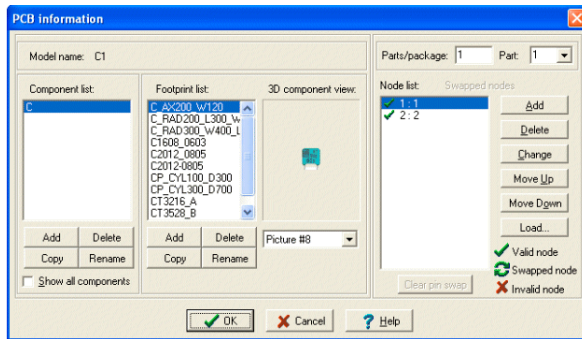 PCB information
Model name: C1
Parts/package: 1 Part: 1
Component list:
C
Add Delete
Copy Rename
Show all components
Footprint list:
C_AX200_W120
C_RAD200_L300_W
C_RAD300_W400_L
C1608_0603
C2012_0805
C2012-0805
CP_CYL100_D300
CP_CYL300_D700
CT3216_A
CT3528_B
Add Delete
Copy Rename
3D component view:
Picture #8
Node list: Swapped nodes
1 : 1
2 : 2
Add
Delete
Change
Move Up
Move Down
Load...
Valid node
Swapped node
Invalid node
Clear pin swap
OK Cancel Help